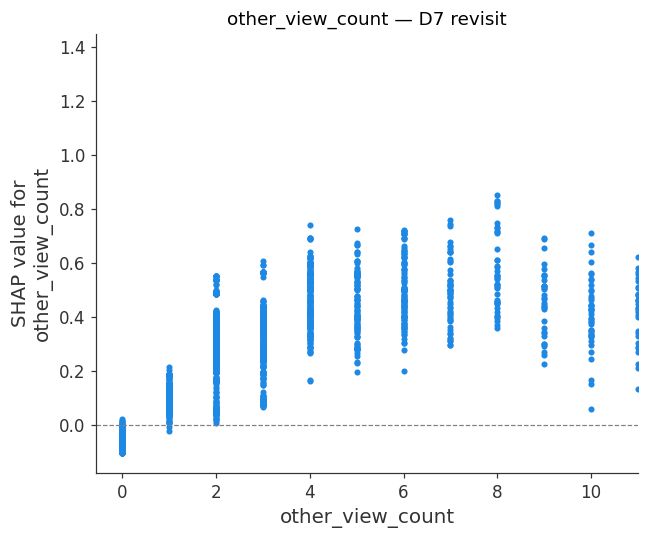 other_view_count — D7 revisit
1.4
1.2
1.0
0.8
0.6
0.4
0.2
0.0
SHAP value for
other_view_count
0 2 4 6 8 10
other_view_count